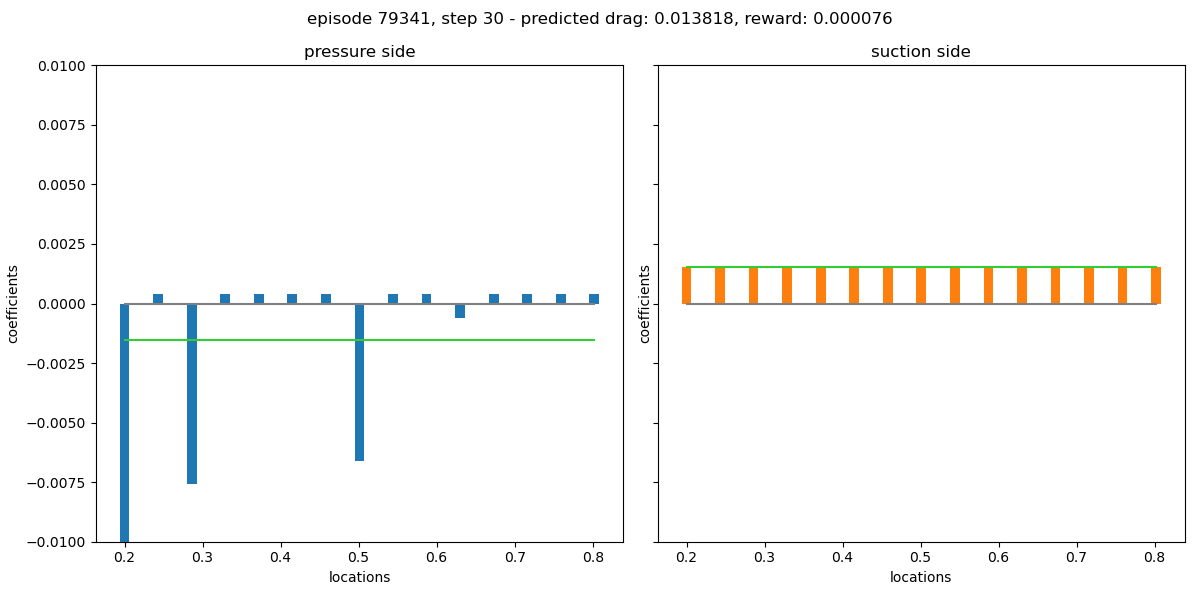 episode 79341, step 30 - predicted drag: 0.013818, reward: 0.000076
pressure side
suction side
0.0100
0.0075
0.0050
0.0025
0.0000
−0.0025
−0.0050
−0.0075
−0.0100
coefficients
coefficients
0.2 0.3 0.4 0.5 0.6 0.7 0.8
0.2 0.3 0.4 0.5 0.6 0.7 0.8
locations
locations